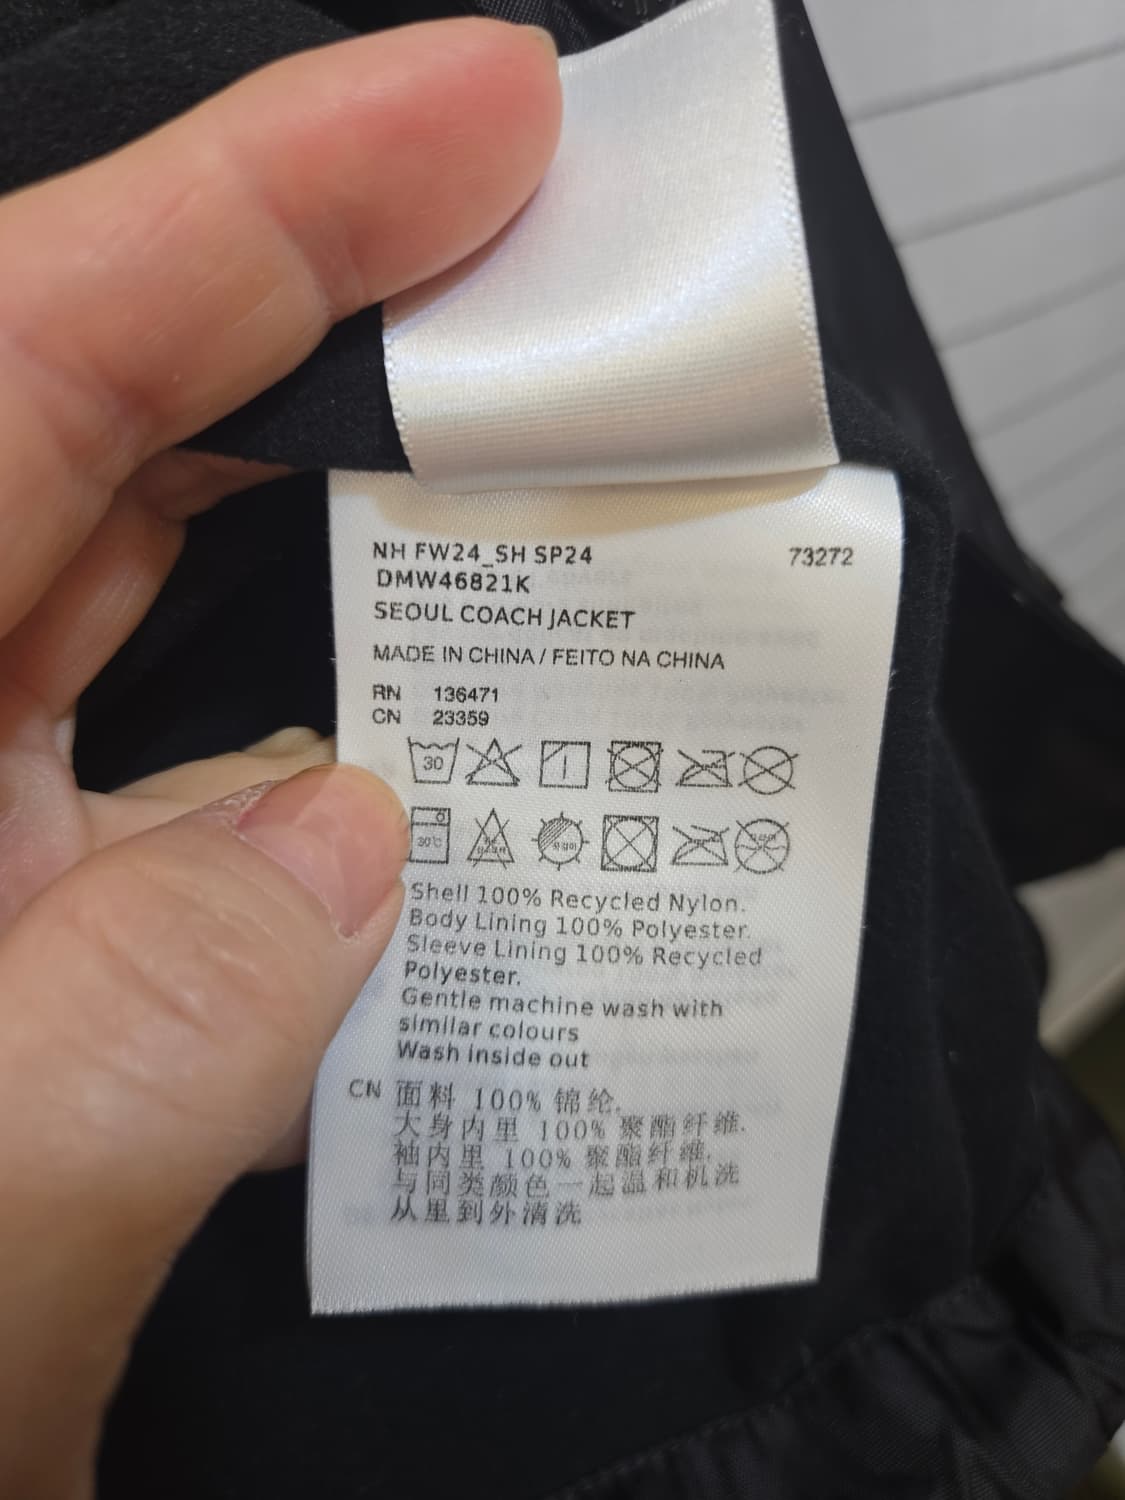 NH FW24_SH SP24 73272
DMW46821K
SEOUL COACH JACKET
MADE IN CHINA / FEITO NA CHINA
RN 136471
CN 23359
30
30℃
Shell 100% Recycled Nylon.
Body Lining 100% Polyester.
Sleeve Lining 100% Recycled
Polyester.
Gentle machine wash with
similar colours
Wash inside out
CN 面料 100% 锦纶.
大身内里 100% 聚酯纤维.
袖内里 100% 聚酯纤维.
与同类颜色一起温和机洗
从里到外清洗